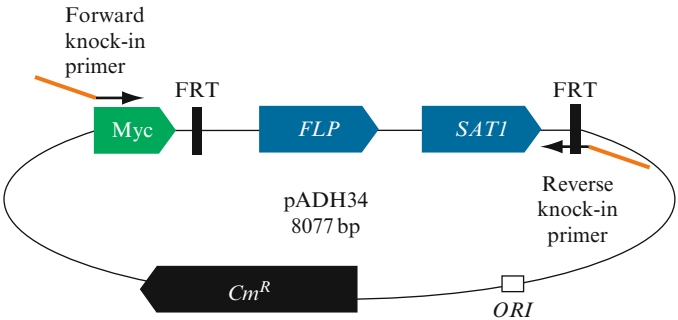 Forward
knock-in
primer
FRT
FRT
Myc
FLP
SAT1
pADH34
8077 bp
Reverse
knock-in
primer
Cm^R
ORI